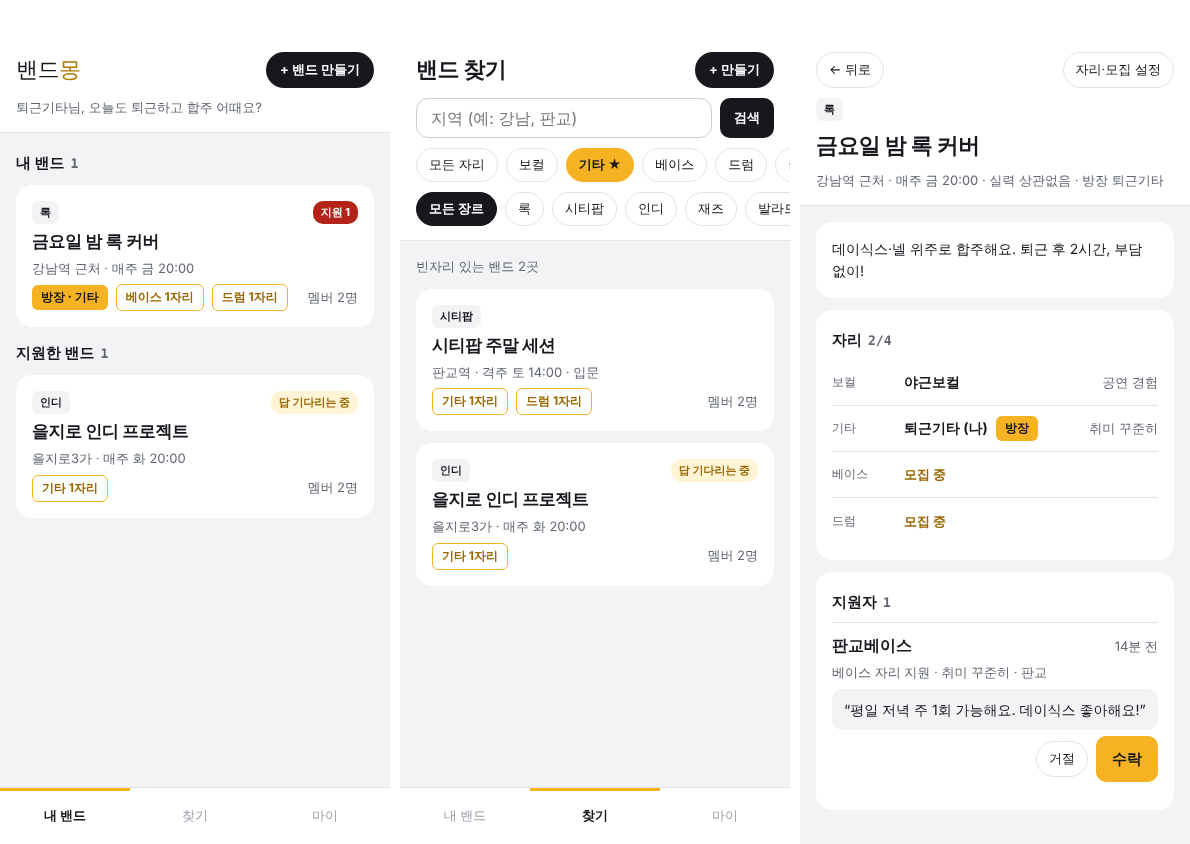 밴드몽
+ 밴드 만들기
퇴근기타님, 오늘도 퇴근하고 합주 어때요?
내 밴드 1
록
지원 1
금요일 밤 록 커버
강남역 근처 · 매주 금 20:00
방장 · 기타
베이스 1자리
드럼 1자리
멤버 2명
지원한 밴드 1
인디
답 기다리는 중
을지로 인디 프로젝트
을지로3가 · 매주 화 20:00
기타 1자리
멤버 2명
내 밴드
찾기
마이
밴드 찾기
+ 만들기
지역 (예: 강남, 판교)
검색
모든 자리
보컬
기타 ★
베이스
드럼
모든 장르
록
시티팝
인디
재즈
빈자리 있는 밴드 2곳
시티팝
시티팝 주말 세션
판교역 · 격주 토 14:00 · 입문
기타 1자리
드럼 1자리
멤버 2명
인디
답 기다리는 중
을지로 인디 프로젝트
을지로3가 · 매주 화 20:00
기타 1자리
멤버 2명
내 밴드
찾기
마이
← 뒤로
자리·모집 설정
록
금요일 밤 록 커버
강남역 근처 · 매주 금 20:00 · 실력 상관없음 · 방장 퇴근기타
데이식스·넬 위주로 합주해요. 퇴근 후 2시간, 부담
없이!
자리 2/4
보컬 야근보컬 공연 경험
기타 퇴근기타 (나) 방장 취미 꾸준히
베이스 모집 중
드럼 모집 중
지원자 1
판교베이스 14분 전
베이스 자리 지원 · 취미 꾸준히 · 판교
“평일 저녁 주 1회 가능해요. 데이식스 좋아해요!”
거절
수락